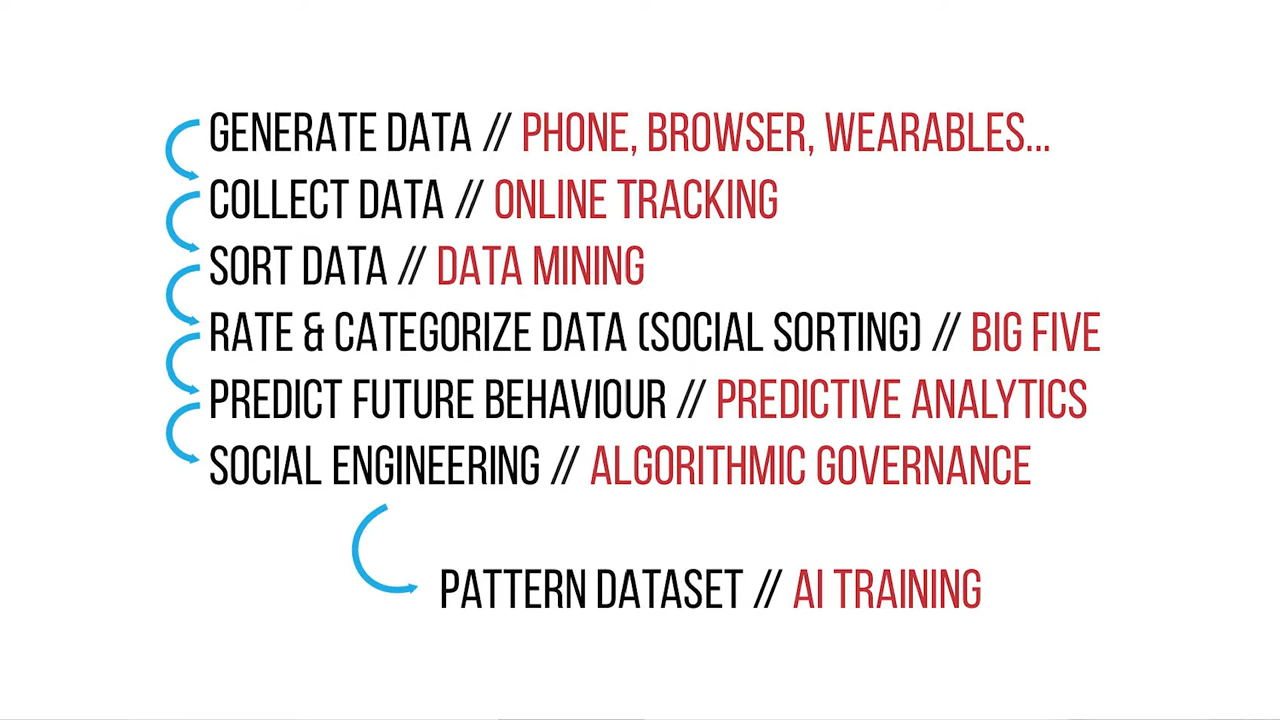 GENERATE DATA // PHONE, BROWSER, WEARABLES...
COLLECT DATA // ONLINE TRACKING
SORT DATA // DATA MINING
RATE & CATEGORIZE DATA (SOCIAL SORTING) // BIG FIVE
PREDICT FUTURE BEHAVIOUR // PREDICTIVE ANALYTICS
SOCIAL ENGINEERING // ALGORITHMIC GOVERNANCE
PATTERN DATASET // AI TRAINING